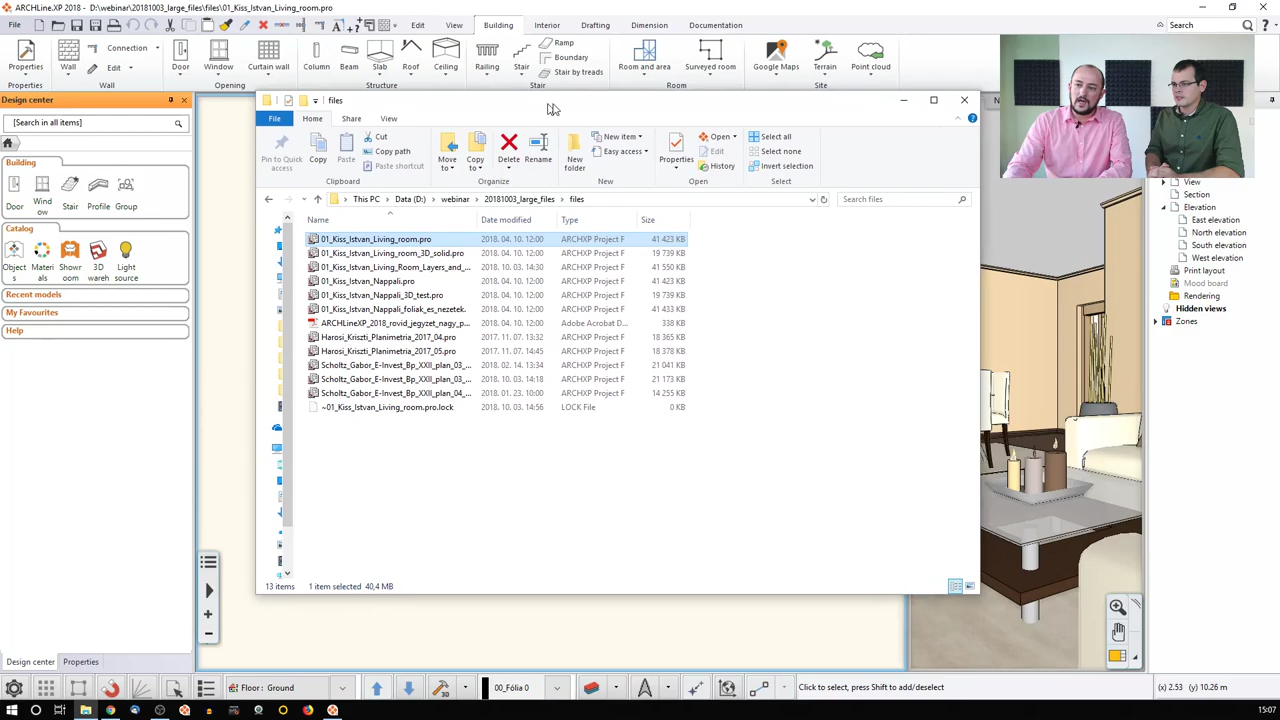 ARCHLine.XP 2018 - D:\webinar\20181003_large_files\files\01_Kiss_Istvan_Living_room.pro
Edit View Building Interior Drafting Dimension Documentation Search
Properties Wall Connection Edit Door Window Curtain wall Column Beam Slab Roof Ceiling Railing Stair Ramp Boundary Stair by treads Room and area Surveyed room Google Maps Terrain Point cloud
Properties Wall Opening Structure Stair Room Site
Design center
[Search in all items]
Building
Door Wind ow Stair Profile Group
Catalog
Object s Materi als Showr oom 3D wareh Light source
Recent models
My Favourites
Help
files
File Home Share View
Pin to Quick access Copy Paste Cut Copy path Paste shortcut Move to Copy to Delete Rename New folder New item Easy access Properties Open Edit History Select all Select none Invert selection
Clipboard Organize New Open Select
This PC Data (D:) webinar 20181003_large_files files Search files
Name Date modified Type Size
01_Kiss_Istvan_Living_room.pro 2018. 04. 10. 12:00 ARCHXP Project F 41 423 KB
01_Kiss_Istvan_Living_room_3D_solid.pro 2018. 04. 10. 12:00 ARCHXP Project F 19 739 KB
01_Kiss_Istvan_Living_Room_Layers_and_... 2018. 10. 03. 14:30 ARCHXP Project F 41 550 KB
01_Kiss_Istvan_Nappali.pro 2018. 04. 10. 12:00 ARCHXP Project F 41 423 KB
01_Kiss_Istvan_Nappali_3D_test.pro 2018. 04. 10. 12:00 ARCHXP Project F 19 739 KB
01_Kiss_Istvan_Nappali_foliak_es_nezetek. 2018. 04. 10. 12:00 ARCHXP Project F 41 433 KB
ARCHLineXP_2018_rovid_jegyzet_nagy_p... 2018. 04. 10. 12:00 Adobe Acrobat D... 338 KB
Harosi_Kriszti_Planimetria_2017_04.pro 2017. 11. 07. 13:32 ARCHXP Project F 18 365 KB
Harosi_Kriszti_Planimetria_2017_05.pro 2017. 11. 07. 14:45 ARCHXP Project F 18 378 KB
Scholtz_Gabor_E-Invest_Bp_XXII_plan_03_... 2018. 02. 14. 13:34 ARCHXP Project F 21 041 KB
Scholtz_Gabor_E-Invest_Bp_XXII_plan_03_... 2018. 10. 03. 14:18 ARCHXP Project F 21 173 KB
Scholtz_Gabor_E-Invest_Bp_XXII_plan_04_... 2018. 01. 23. 10:00 ARCHXP Project F 14 255 KB
~01_Kiss_Istvan_Living_room.pro.lock 2018. 10. 03. 14:56 LOCK File 0 KB
13 items 1 item selected 40,4 MB
View
Section
Elevation
East elevation
North elevation
South elevation
West elevation
Print layout
Mood board
Rendering
Hidden views
Zones
Design center Properties
Floor : Ground 00_Fólia 0 Click to select, press Shift to add/deselect (x) 2.53 (y) 10.26 m
15:07